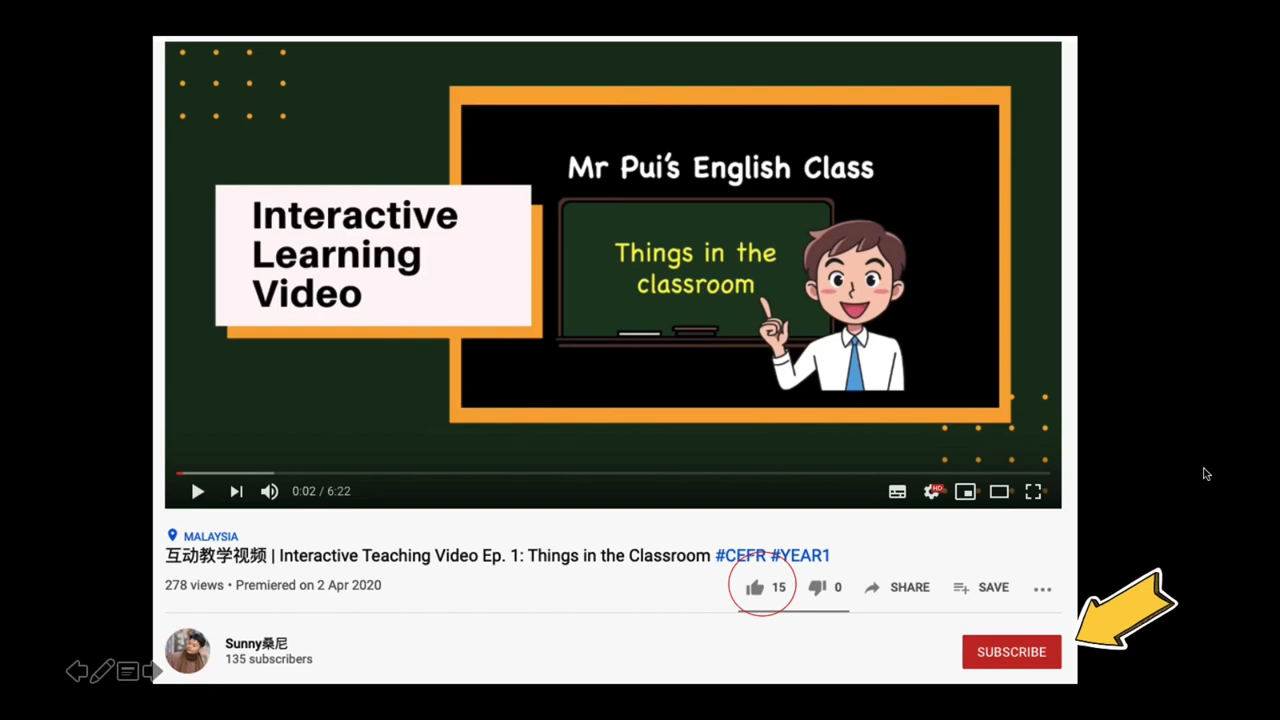 Mr Pui's English Class
Interactive
Learning
Video
Things in the
classroom
0:02 / 6:22
HD
MALAYSIA
互动教学视频 | Interactive Teaching Video Ep. 1: Things in the Classroom #CEFR #YEAR1
278 views • Premiered on 2 Apr 2020
15
0
SHARE
SAVE
Sunny桑尼
135 subscribers
SUBSCRIBE